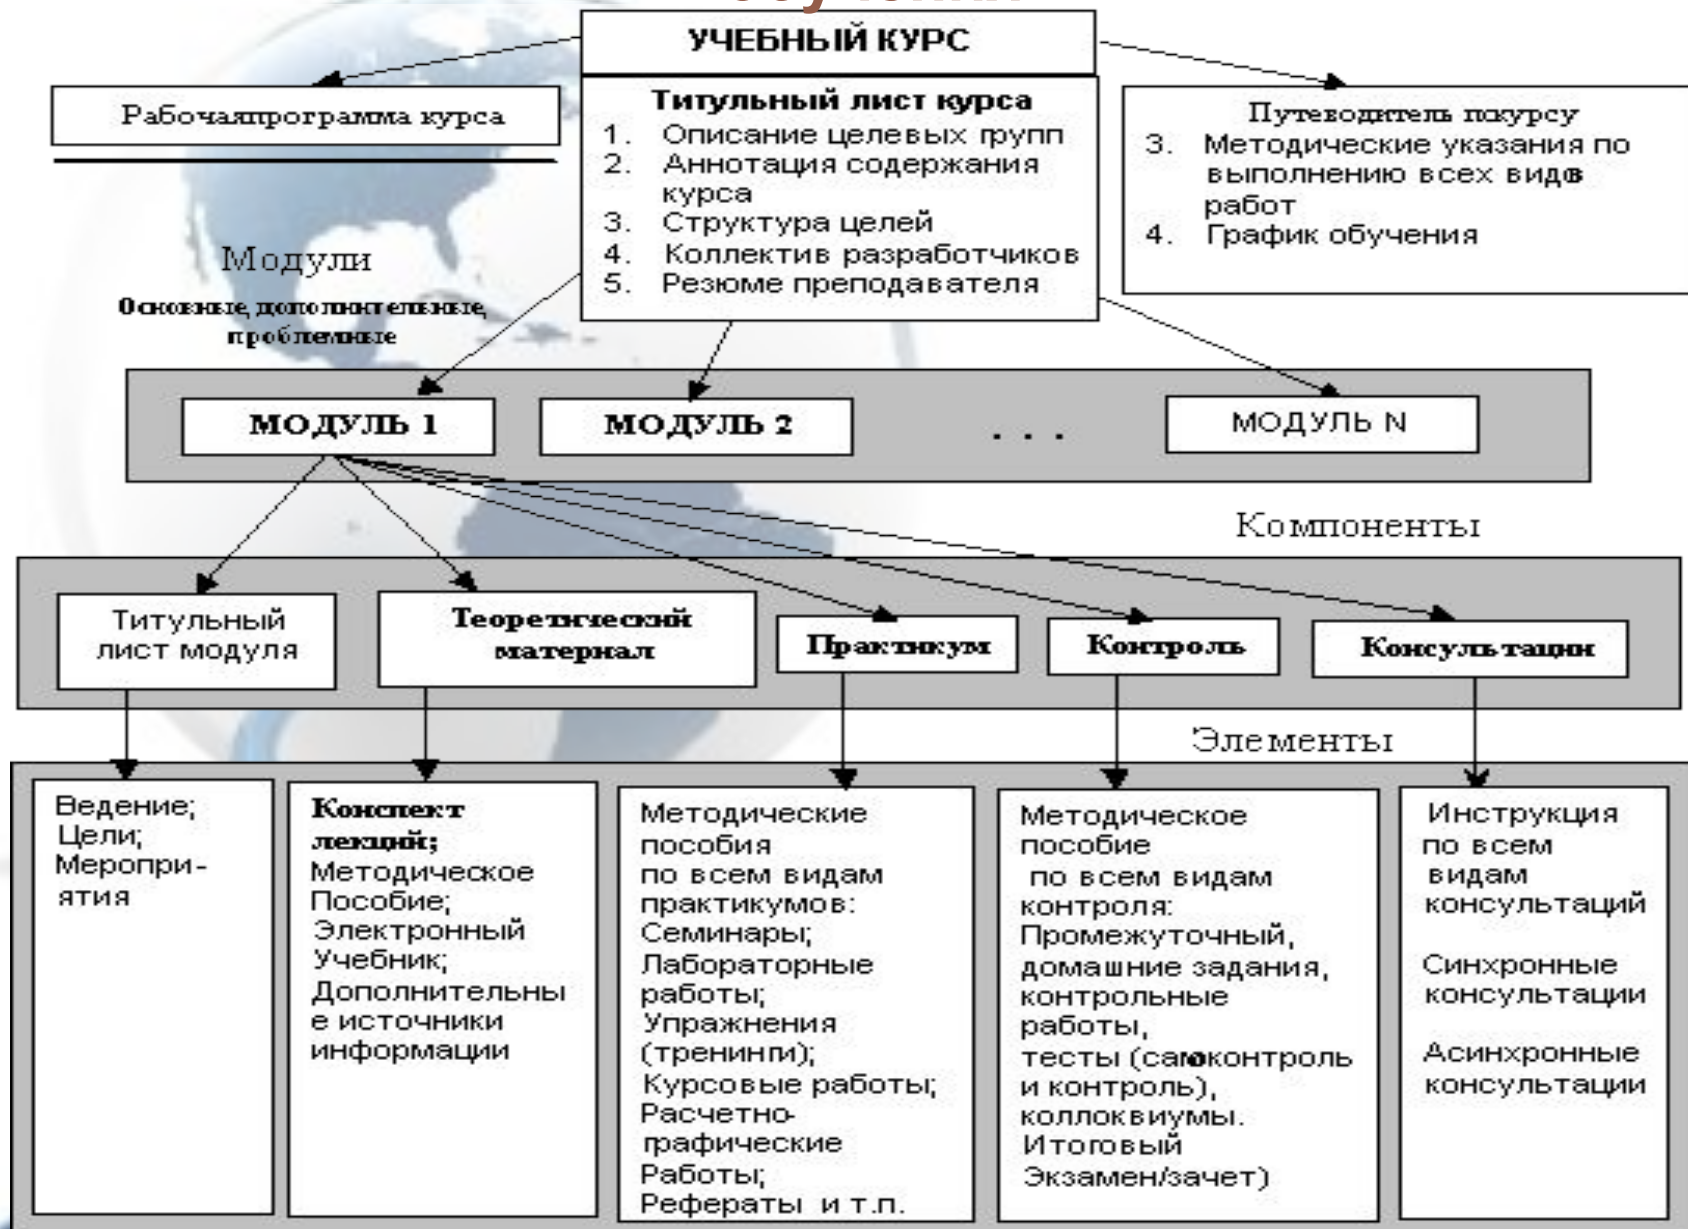 УЧЕБНЫЙ КУРС
Рабочаяпрограмма курса
Титульный лист курса
1. Описание целевых групп
2. Аннотация содержания
курса
3. Структура целей
4. Коллектив разработчиков
5. Резюме преподавателя
Путеводитель покурсу
3. Методические указания по
выполнению всех видов
работ
4. График обучения
Модули
Основные, дополнительные,
проблемные
МОДУЛЬ 1
МОДУЛЬ 2
. . .
МОДУЛЬ N
Компоненты
Титульный
лист модуля
Теоретический
материал
Практикум
Контроль
Консультации
Элементы
Ведение;
Цели;
Меропри-
ятия
Конспект
лекций;
Методическое
Пособие;
Электронный
Учебник;
Дополнительны
е источники
информации
Методические
пособия
по всем видам
практикумов:
Семинары;
Лабораторные
работы;
Упражнения
(тренинги);
Курсовые работы;
Расчетно-
графические
Работы;
Рефераты и т.п.
Методическое
пособие
по всем видам
контроля:
Промежуточный,
домашние задания,
контрольные
работы,
тесты (самоконтроль
и контроль),
коллоквиумы.
Итоговый
Экзамен/зачет)
Инструкция
по всем
видам
консультаций
Синхронные
консультации
Асинхронные
консультации